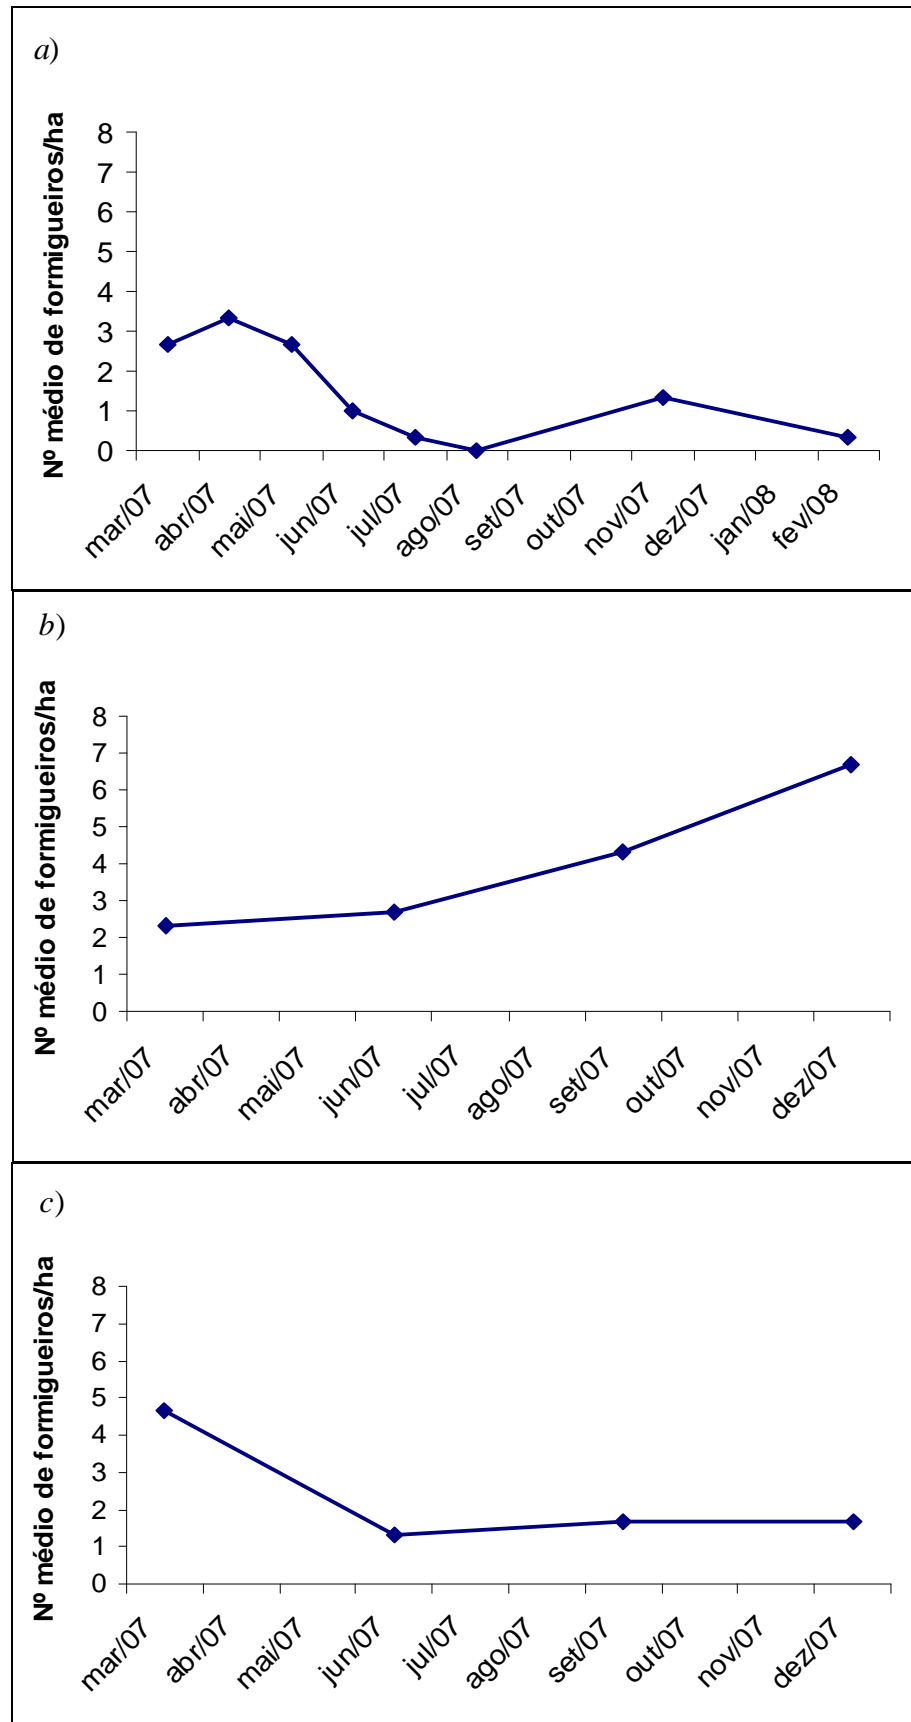 a)
Nº médio de formigueiros/ha
8
7
6
5
4
3
2
1
0
mar/07
abr/07
mai/07
jun/07
jul/07
ago/07
set/07
out/07
nov/07
dez/07
jan/08
fev/08
b)
Nº médio de formigueiros/ha
8
7
6
5
4
3
2
1
0
mar/07
abr/07
mai/07
jun/07
jul/07
ago/07
set/07
out/07
nov/07
dez/07
c)
Nº médio de formigueiros/ha
8
7
6
5
4
3
2
1
0
mar/07
abr/07
mai/07
jun/07
jul/07
ago/07
set/07
out/07
nov/07
dez/07